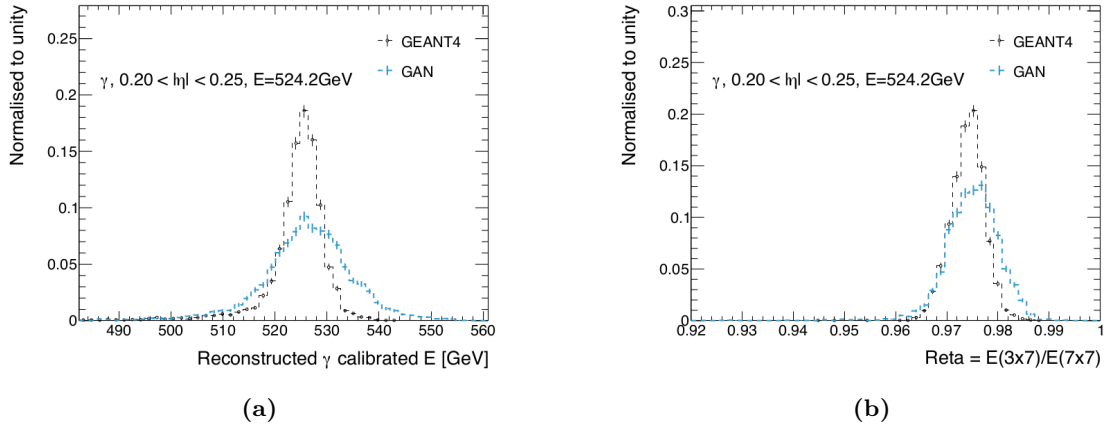 Normalised to unity
0.25
0.2
0.15
0.1
0.05
0
GEANT4
GAN
γ, 0.20 < hηl < 0.25, E=524.2GeV
490 500 510 520 530 540 550 560
Reconstructed γ calibrated E [GeV]
(a)
Normalised to unity
0.3
0.25
0.2
0.15
0.1
0.05
0
GEANT4
GAN
γ, 0.20 < hηl < 0.25, E=524.2GeV
0.92 0.93 0.94 0.95 0.96 0.97 0.98 0.99 1
Reta = E(3x7)/E(7x7)
(b)